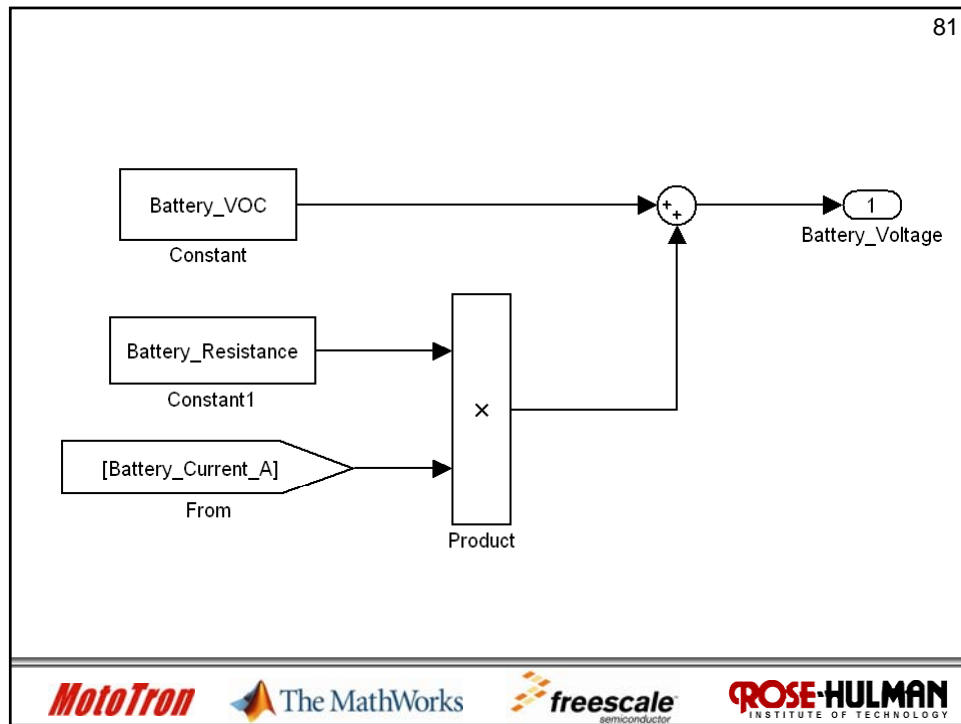 81
Battery_VOC
Constant
+
+
1
Battery_Voltage
Battery_Resistance
Constant1
×
[Battery_Current_A]
From
Product
MotoTron
The MathWorks
freescale™
semiconductor
ROSE-HULMAN
INSTITUTE OF TECHNOLOGY